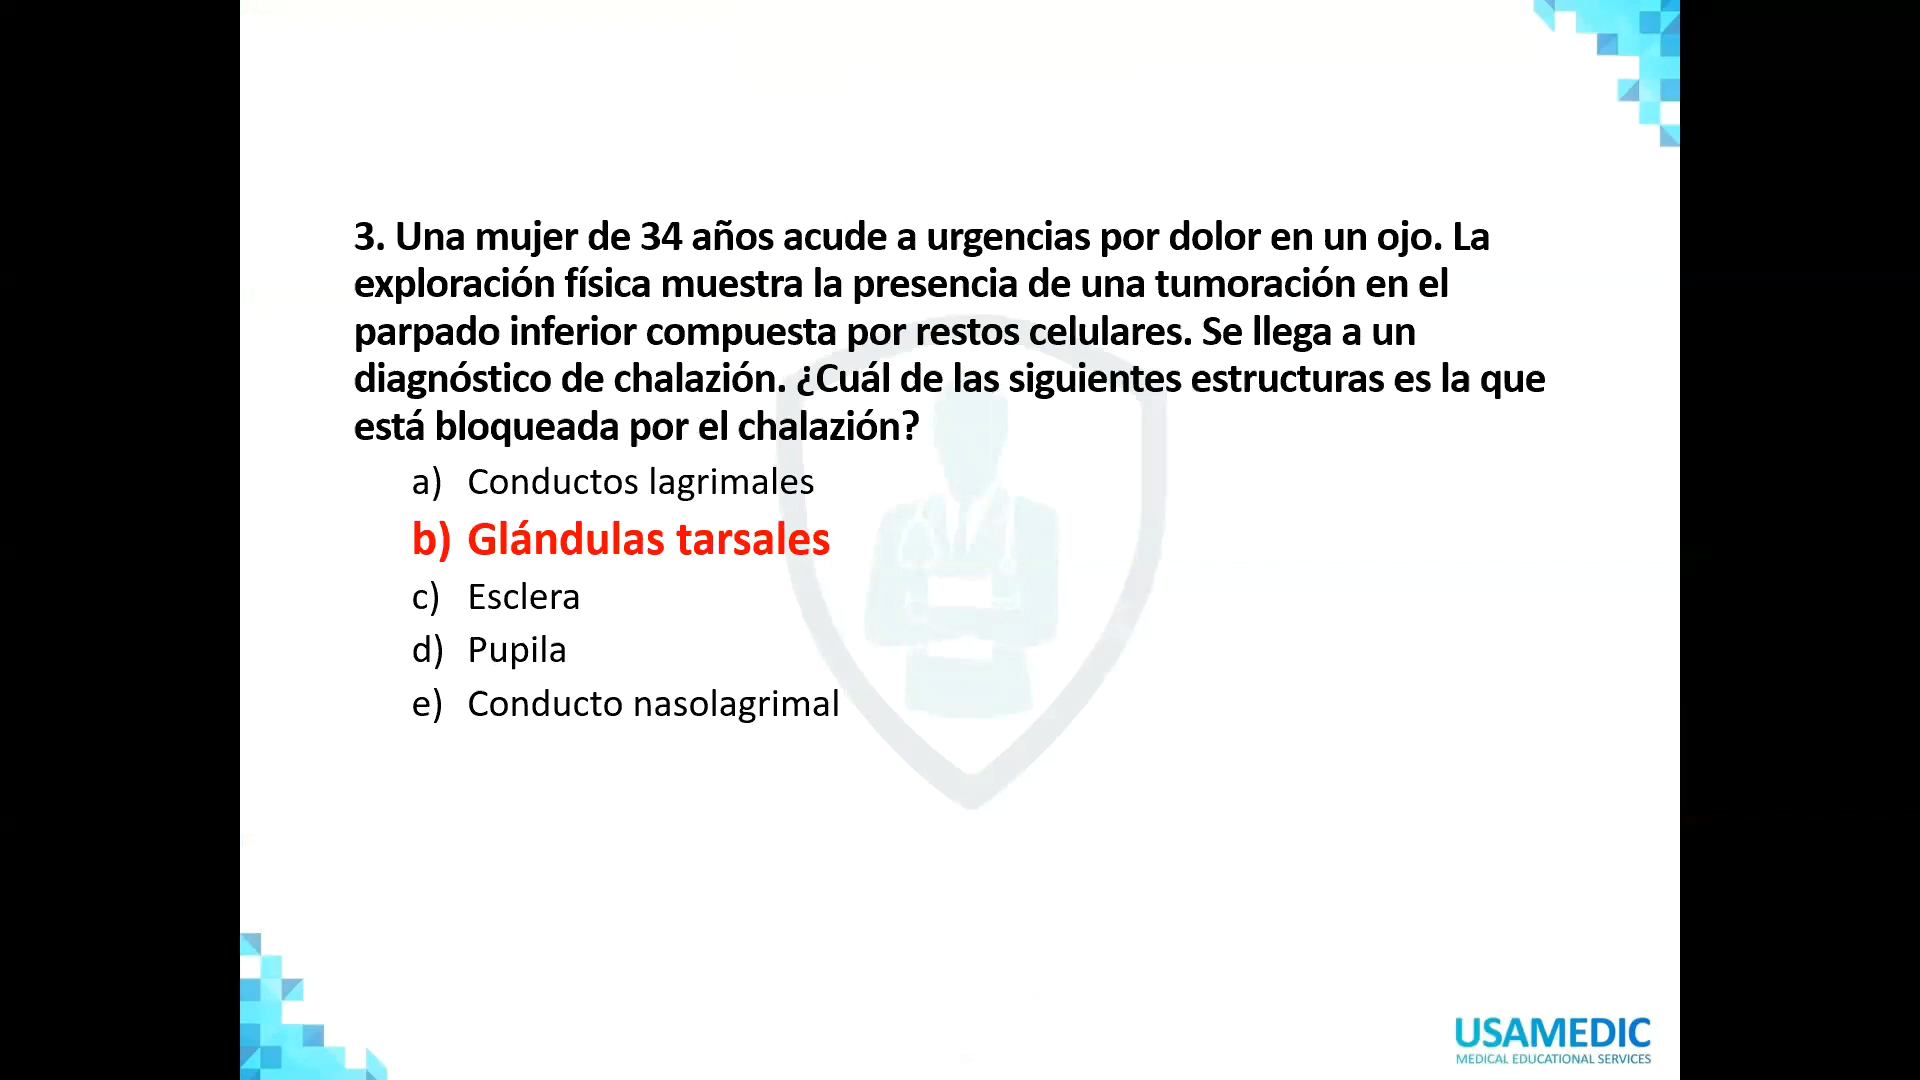 3. Una mujer de 34 años acude a urgencias por dolor en un ojo. La
exploración física muestra la presencia de una tumoración en el
parpado inferior compuesta por restos celulares. Se llega a un
diagnóstico de chalazión. ¿Cuál de las siguientes estructuras es la que
está bloqueada por el chalazión?
a) Conductos lagrimales
b) Glándulas tarsales
c) Esclera
d) Pupila
e) Conducto nasolagrimal
USAMEDIC
MEDICAL EDUCATIONAL SERVICES